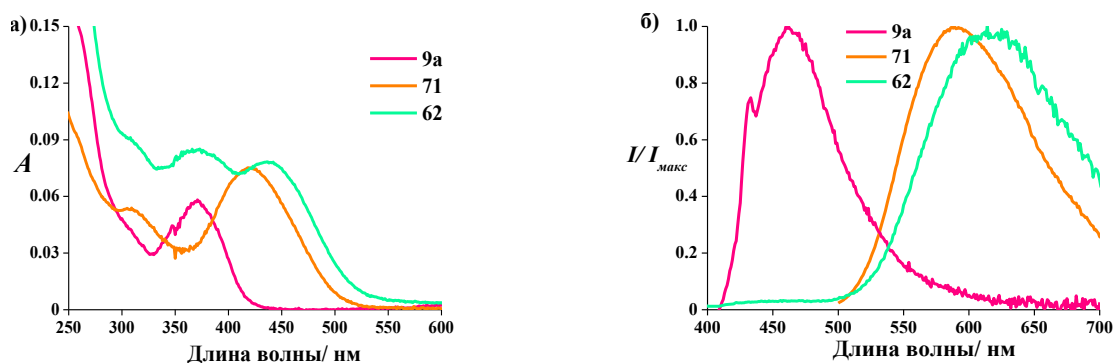 а)
0.15
0.12
0.09
0.06
0.03
0
A
250 300 350 400 450 500 550 600
Длина волны/ нм
9a
71
62
б)
1.0
0.8
0.6
0.4
0.2
0
I/ Iмакс
400 450 500 550 600 650 700
Длина волны/ нм
9a
71
62